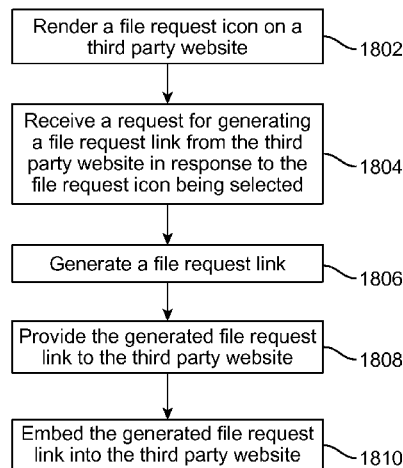 Render a file request icon on a
third party website
1802
Receive a request for generating
a file request link from the third
party website in response to the
file request icon being selected
1804
Generate a file request link
1806
Provide the generated file request
link to the third party website
1808
Embed the generated file request
link into the third party website
1810